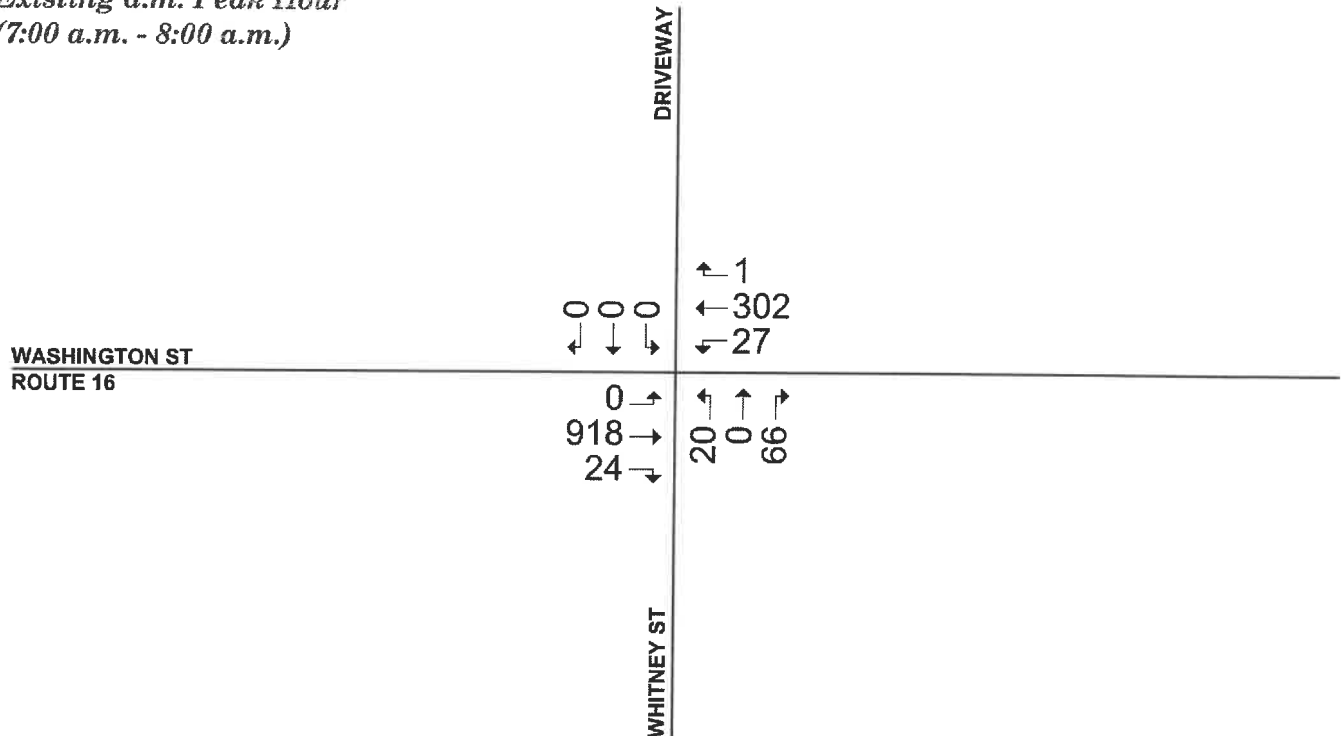 Existing a.m. Peak Hour
(7:00 a.m. - 8:00 a.m.)
DRIVEWAY
1
0 0 0
302
27
WASHINGTON ST
ROUTE 16
0
918
24
20 0 66
WHITNEY ST